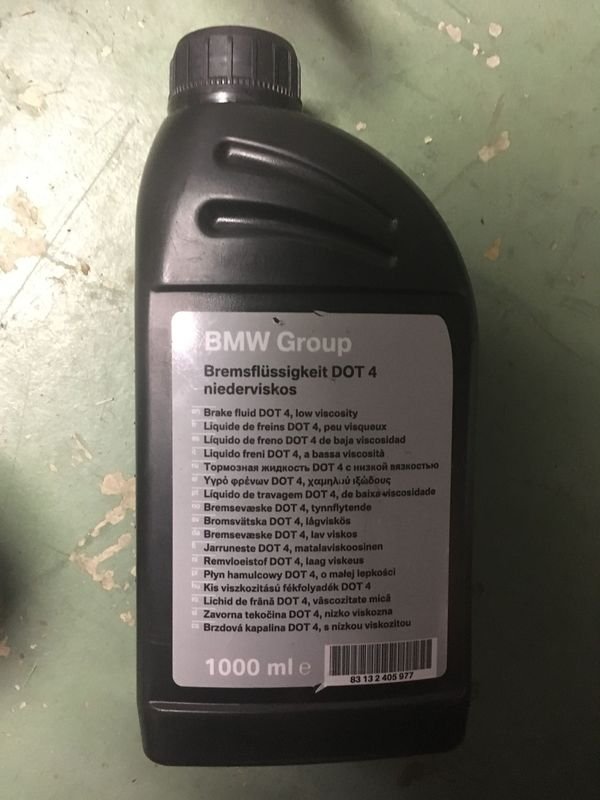 BMW Group
Bremsflüssigkeit DOT 4
niederviskos
Brake fluid DOT 4, low viscosity
Liquide de freins DOT 4, peu visqueux
Líquido de freno DOT 4 de baja viscosidad
Liquido freni DOT 4, a bassa viscosità
Тормозная жидкость DOT 4 с низкой вязкостью
Υγρό φρένων DOT 4, χαμηλού ιξώδους
Líquido de travagem DOT 4, de baixa viscosidade
Bremsevæske DOT 4, tynnflytende
Bromsvätska DOT 4, lågviskös
Bremsevæske DOT 4, lav viskos
Jarruneste DOT 4, matalaviskoosinen
Remvloeistof DOT 4, laag viskeus
Płyn hamulcowy DOT 4, o małej lepkości
Kis viszkozitású fékfolyadék DOT 4
Lichid de frână DOT 4, vâscozitate mică
Zavorna tekočina DOT 4, nizko viskozna
Brzdová kapalina DOT 4, s nízkou viskozitou
1000 ml ℮
83 13 2 405 977